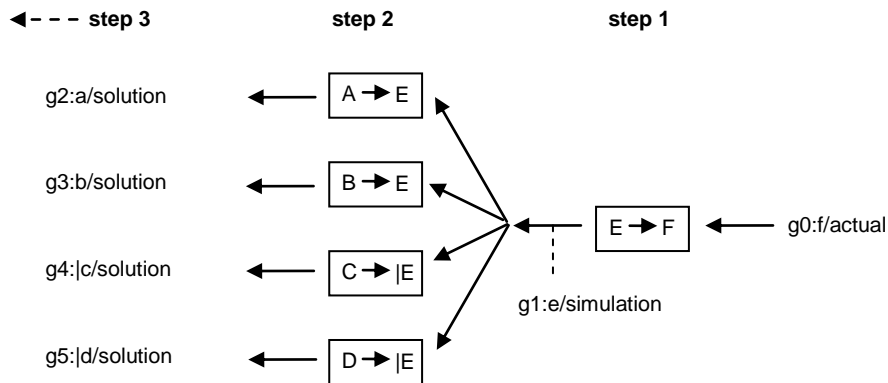 step 3 step 2 step 1
g2:a/solution A → E
g3:b/solution B → E
E → F g0:f/actual
g4:|c/solution C → |E
g1:e/simulation
g5:|d/solution D → |E